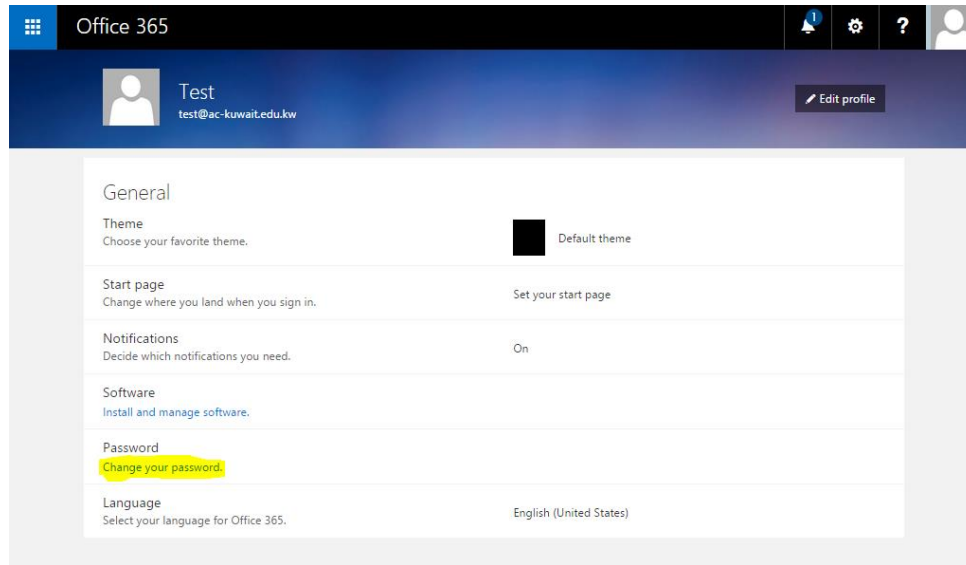 Office 365
1
?
Test
test@ac-kuwait.edu.kw
Edit profile
General
Theme
Choose your favorite theme.
Default theme
Start page
Change where you land when you sign in.
Set your start page
Notifications
Decide which notifications you need.
On
Software
Install and manage software.
Password
Change your password.
Language
Select your language for Office 365.
English (United States)